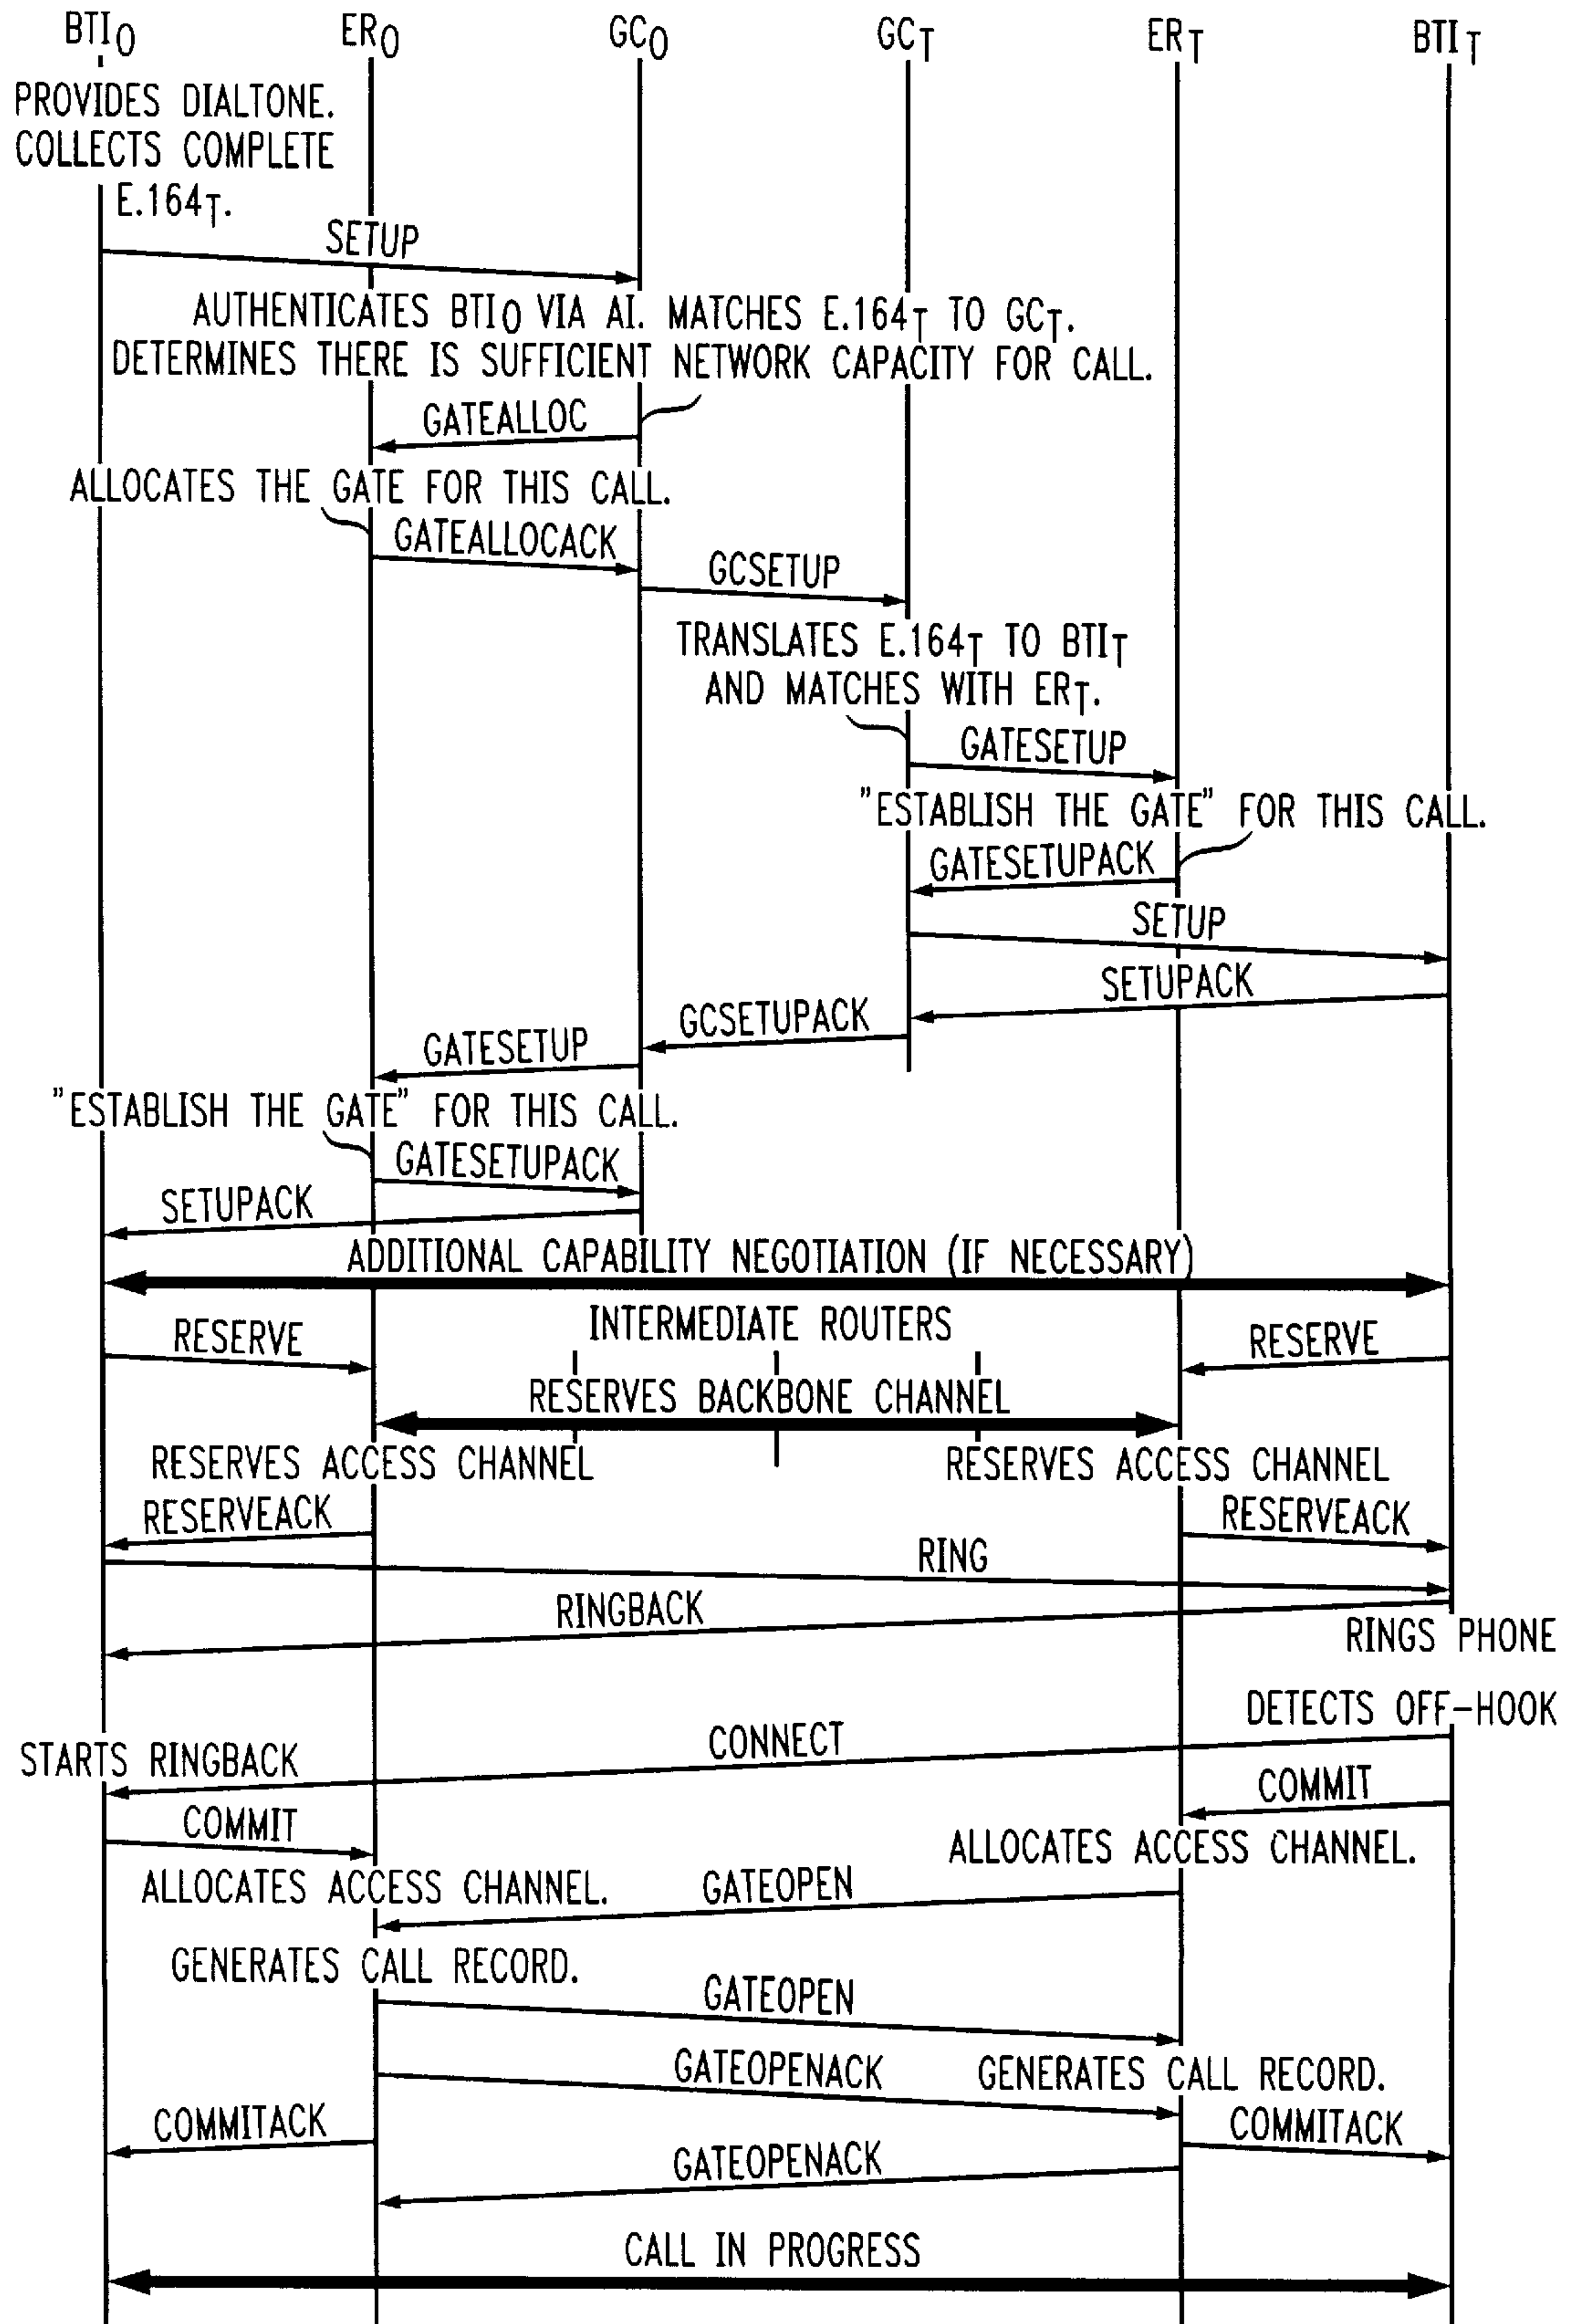 BTIO ERO GCO GCT ERT BTIT
PROVIDES DIALTONE.
COLLECTS COMPLETE
E.164T.
SETUP
AUTHENTICATES BTIO VIA AI. MATCHES E.164T TO GCT.
DETERMINES THERE IS SUFFICIENT NETWORK CAPACITY FOR CALL.
GATEALLOC
ALLOCATES THE GATE FOR THIS CALL.
GATEALLOCACK
GCSETUP
TRANSLATES E.164T TO BTIT
AND MATCHES WITH ERT.
GATESETUP
"ESTABLISH THE GATE" FOR THIS CALL.
GATESETUPACK
SETUP
SETUPACK
GCSETUPACK
GATESETUP
"ESTABLISH THE GATE" FOR THIS CALL.
GATESETUPACK
SETUPACK
ADDITIONAL CAPABILITY NEGOTIATION (IF NECESSARY)
INTERMEDIATE ROUTERS
RESERVE
RESERVE
RESERVES BACKBONE CHANNEL
RESERVES ACCESS CHANNEL
RESERVES ACCESS CHANNEL
RESERVEACK
RESERVEACK
RING
RINGBACK
RINGS PHONE
DETECTS OFF-HOOK
CONNECT
STARTS RINGBACK
COMMIT
COMMIT
ALLOCATES ACCESS CHANNEL.
ALLOCATES ACCESS CHANNEL.
GATEOPEN
GENERATES CALL RECORD.
GATEOPEN
GATEOPENACK
GENERATES CALL RECORD.
COMMITACK
COMMITACK
GATEOPENACK
CALL IN PROGRESS